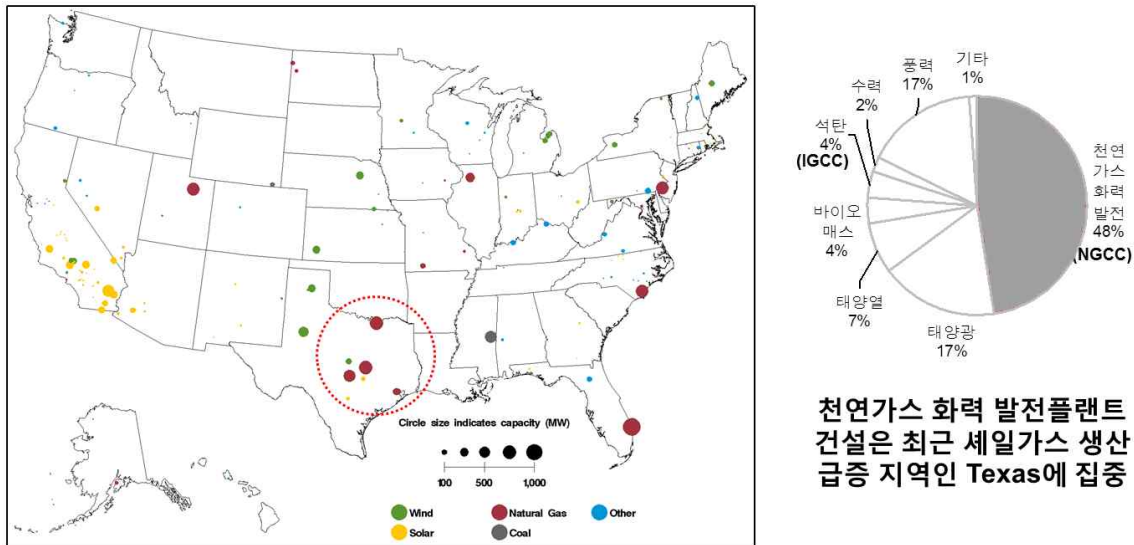 Circle size indicates capacity (MW)
100 500 1,000
Wind
Natural Gas
Other
Solar
Coal
기타
1%
풍력
17%
수력
2%
석탄
4%
(IGCC)
바이오
매스
4%
태양열
7%
태양광
17%
천연
가스
화력
발전
48%
(NGCC)
천연가스 화력 발전플랜트
건설은 최근 셰일가스 생산
급증 지역인 Texas에 집중